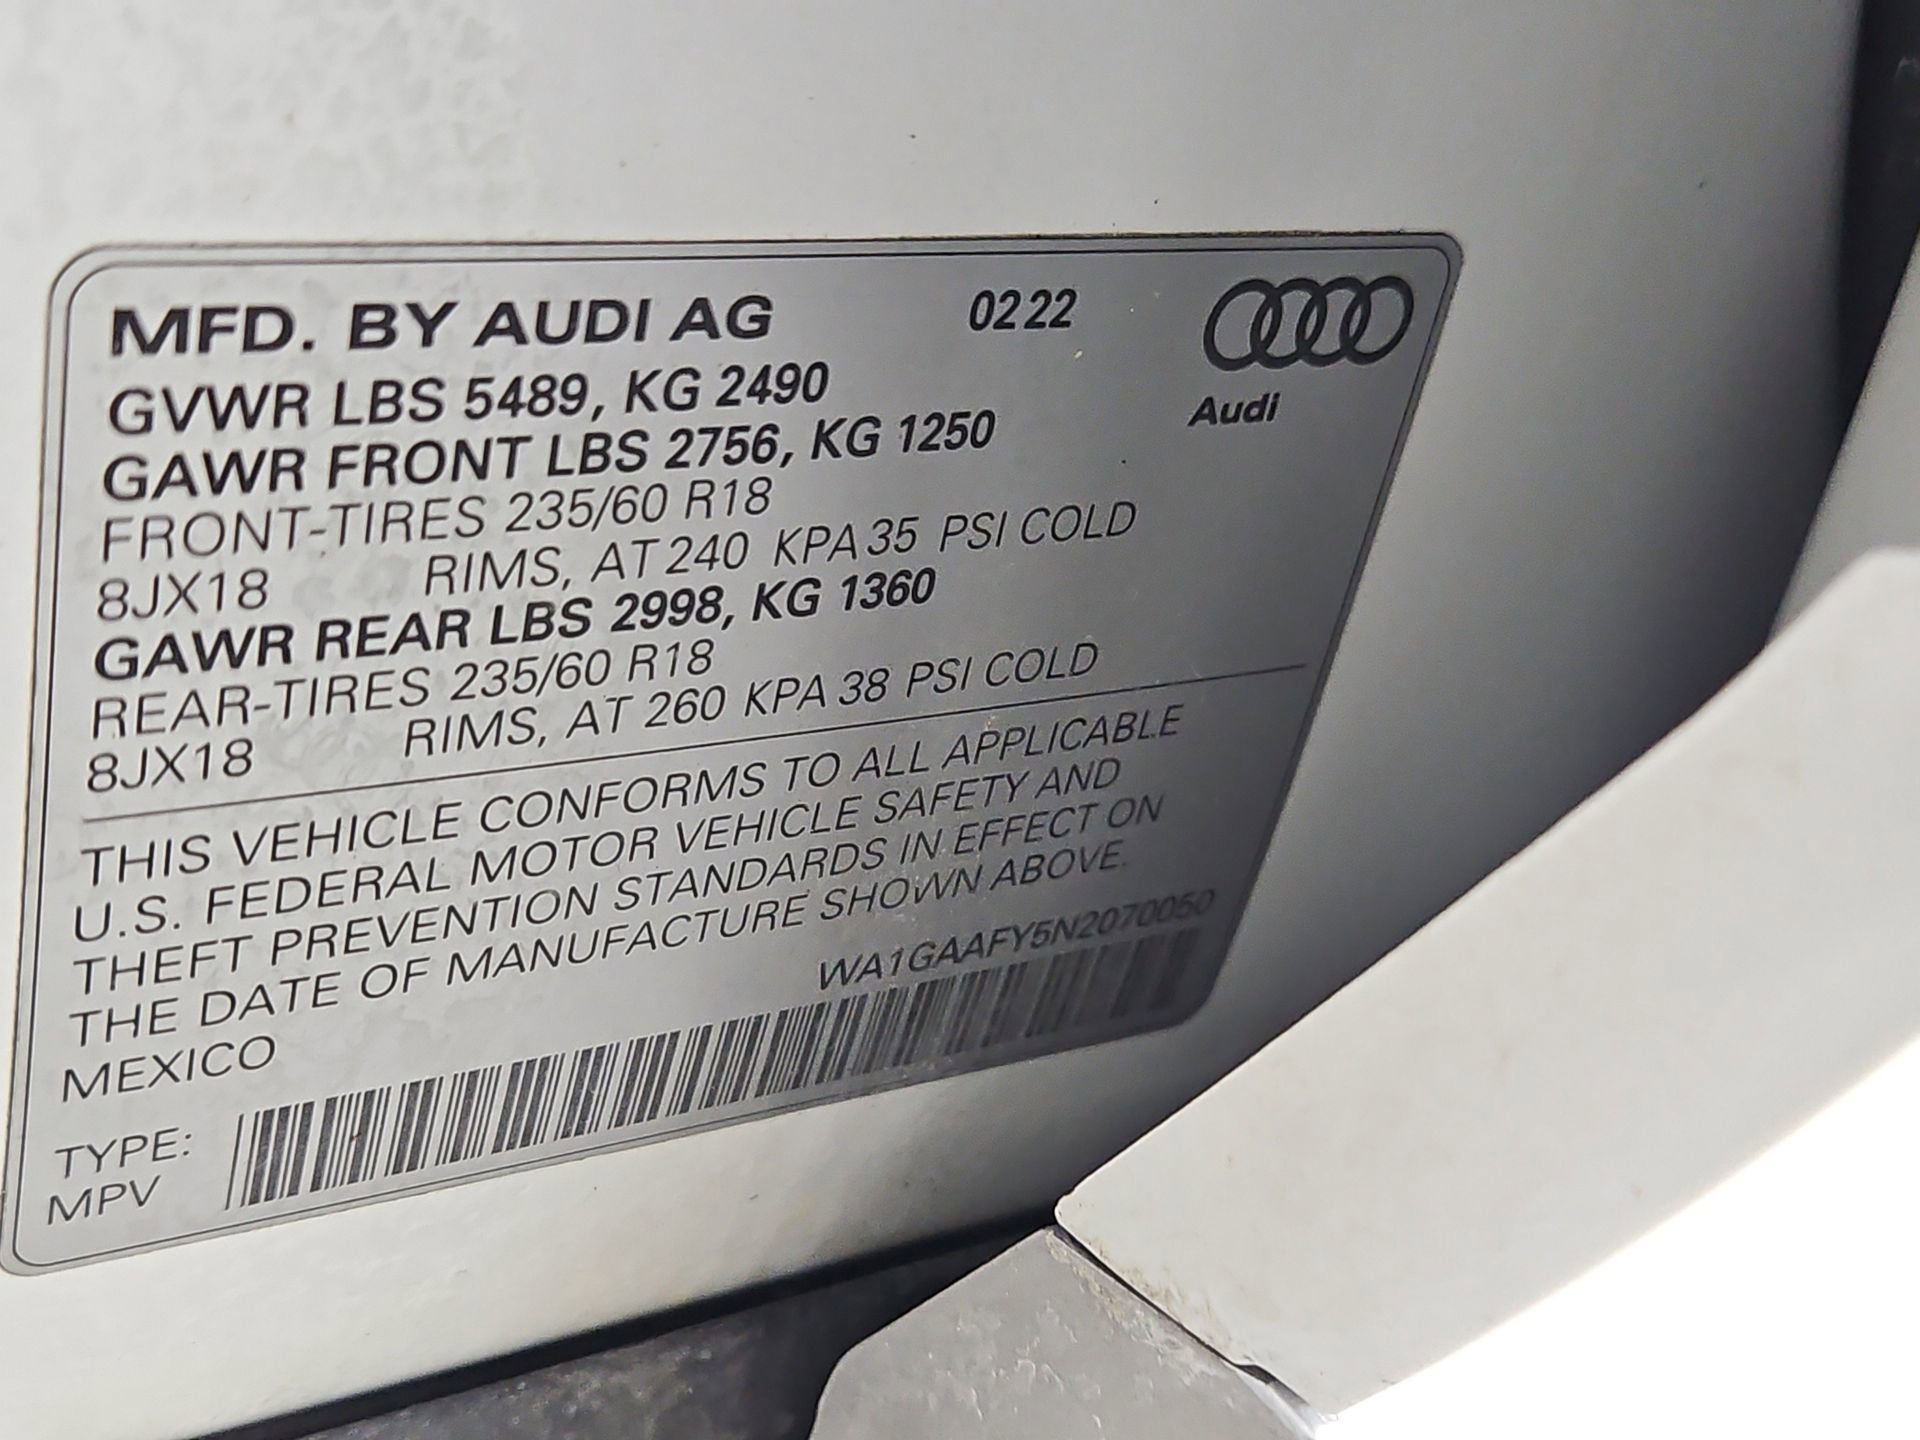 MFD. BY AUDI AG 0222
Audi
GVWR LBS 5489, KG 2490
GAWR FRONT LBS 2756, KG 1250
FRONT-TIRES 235/60 R18
8JX18 RIMS, AT 240 KPA 35 PSI COLD
GAWR REAR LBS 2998, KG 1360
REAR-TIRES 235/60 R18
8JX18 RIMS, AT 260 KPA 38 PSI COLD
THIS VEHICLE CONFORMS TO ALL APPLICABLE
U.S. FEDERAL MOTOR VEHICLE SAFETY AND
THEFT PREVENTION STANDARDS IN EFFECT ON
THE DATE OF MANUFACTURE SHOWN ABOVE.
WA1GAAFY5N2070050
MEXICO
TYPE:
MPV